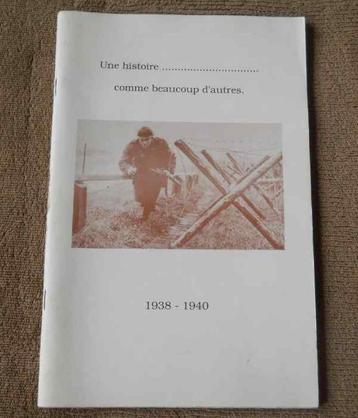 Une histoire ...............................
comme beaucoup d'autres.
1938 - 1940